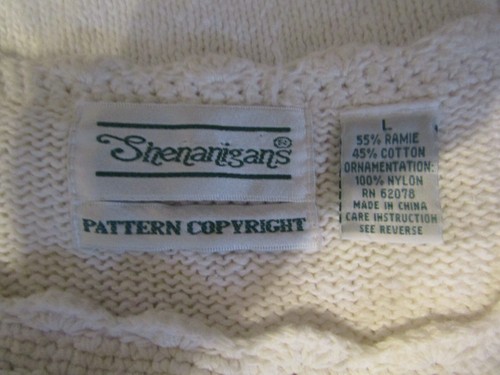 Shenanigans ®
PATTERN COPYRIGHT
L
55% RAMIE
45% COTTON
ORNAMENTATION:
100% NYLON
RN 62078
MADE IN CHINA
CARE INSTRUCTION
SEE REVERSE